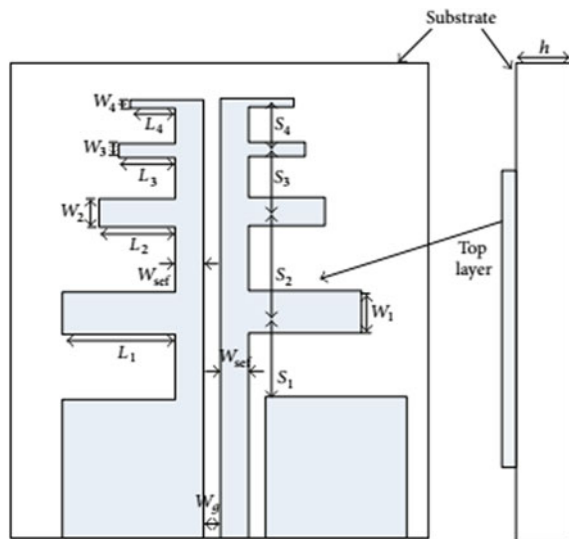 Substrate
h
W4
L4
S4
W3
L3
S3
W2
L2
Wsef
S2
Top
layer
W1
L1
Wsef
S1
Wg